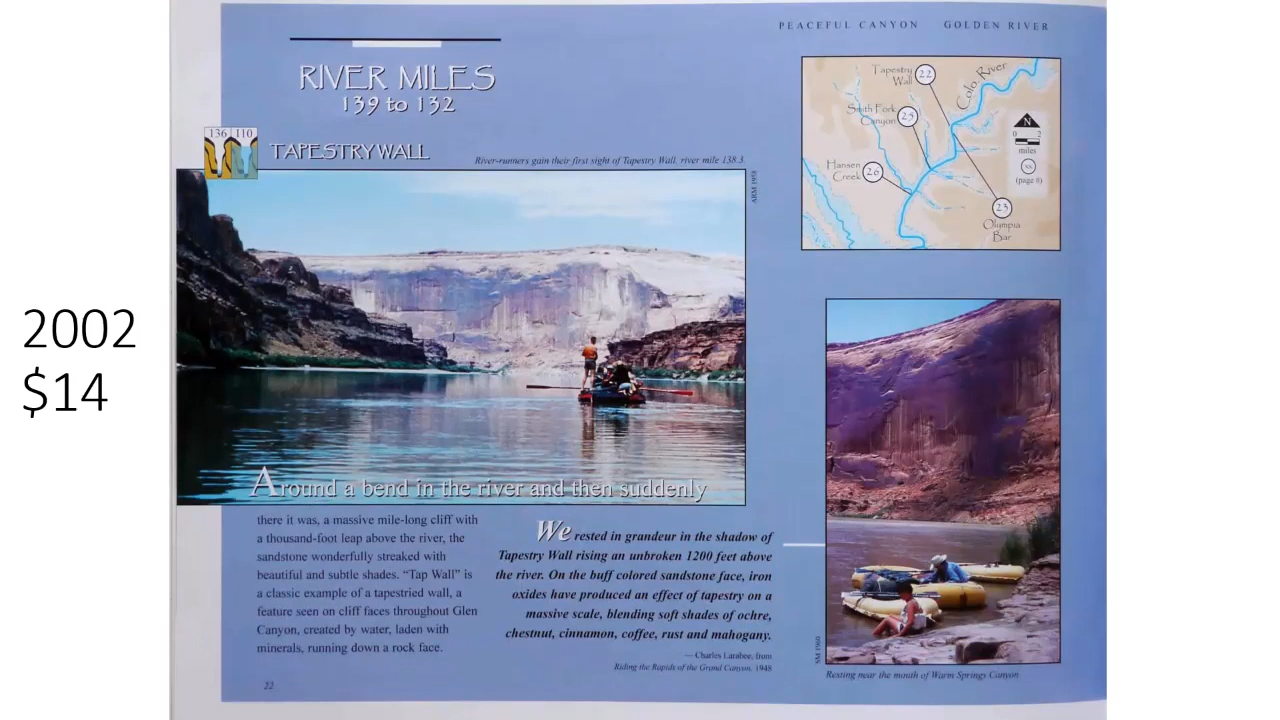 2002
$14
PEACEFUL CANYON GOLDEN RIVER
RIVER MILES
139 to 132
136 110
TAPESTRY WALL
River-runners gain their first sight of Tapestry Wall, river mile 138.3.
ARM 1958
Around a bend in the river and then suddenly
there it was, a massive mile-long cliff with
a thousand-foot leap above the river, the
sandstone wonderfully streaked with
beautiful and subtle shades. “Tap Wall” is
a classic example of a tapestried wall, a
feature seen on cliff faces throughout Glen
Canyon, created by water, laden with
minerals, running down a rock face.
22
We rested in grandeur in the shadow of
Tapestry Wall rising an unbroken 1200 feet above
the river. On the buff colored sandstone face, iron
oxides have produced an effect of tapestry on a
massive scale, blending soft shades of ochre,
chestnut, cinnamon, coffee, rust and mahogany.
— Charles Larabee, from
Riding the Rapids of the Grand Canyon, 1948
Tapestry
Wall
22
Colo. River
Smith Fork
Canyon
25
Hansen
Creek
26
N
0 2
miles
(page 8)
23
Olympia
Bar
Resting near the mouth of Warm Springs Canyon